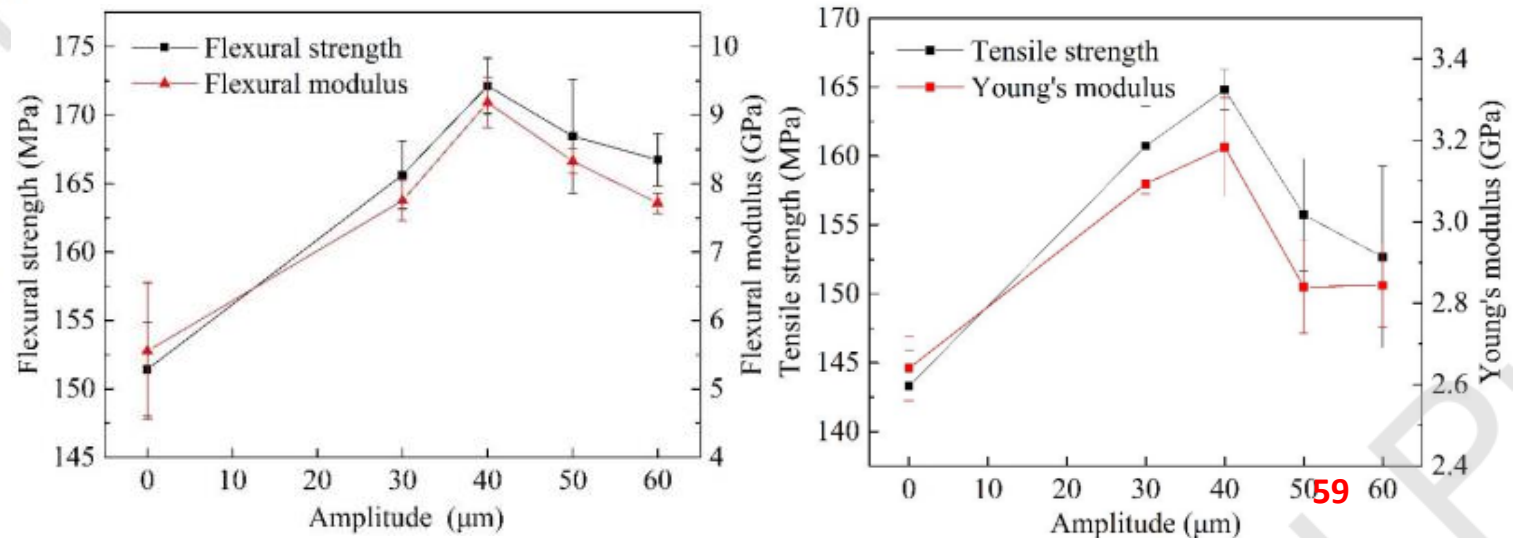 Flexural strength
Flexural modulus
175
170
165
160
155
150
145
Flexural strength (MPa)
10
9
8
7
6
5
4
Flexural modulus (GPa)
0 10 20 30 40 50 60
Amplitude (μm)
Tensile strength
Young's modulus
170
165
160
155
150
145
140
Tensile strength (MPa)
3.4
3.2
3.0
2.8
2.6
2.4
Young's modulus (GPa)
0 10 20 30 40 50 60
59
Amplitude (μm)